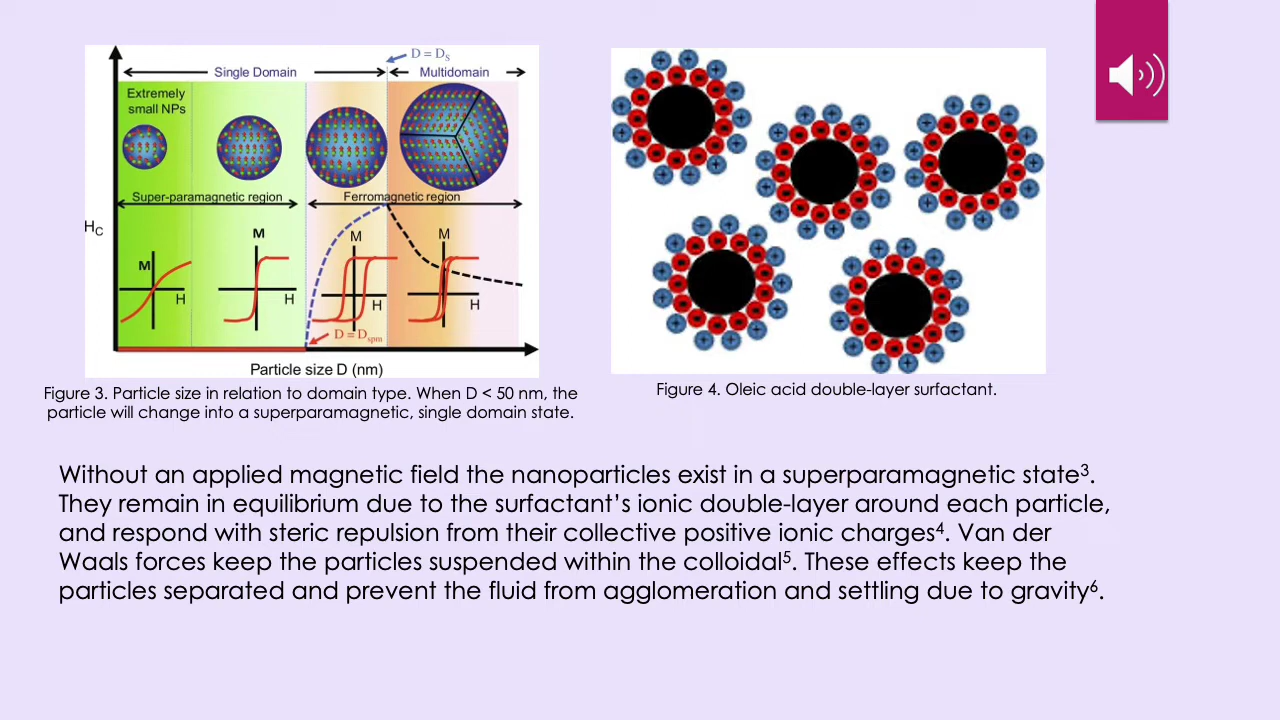 D = D_S
Single Domain
Multidomain
Extremely
small NPs
Super-paramagnetic region
Ferromagnetic region
H_C
M
H
M
H
M
H
M
H
D = D_spm
Particle size D (nm)
Figure 3. Particle size in relation to domain type. When D < 50 nm, the
particle will change into a superparamagnetic, single domain state.
Figure 4. Oleic acid double-layer surfactant.
Without an applied magnetic field the nanoparticles exist in a superparamagnetic state³.
They remain in equilibrium due to the surfactant’s ionic double-layer around each particle,
and respond with steric repulsion from their collective positive ionic charges⁴. Van der
Waals forces keep the particles suspended within the colloidal⁵. These effects keep the
particles separated and prevent the fluid from agglomeration and settling due to gravity⁶.